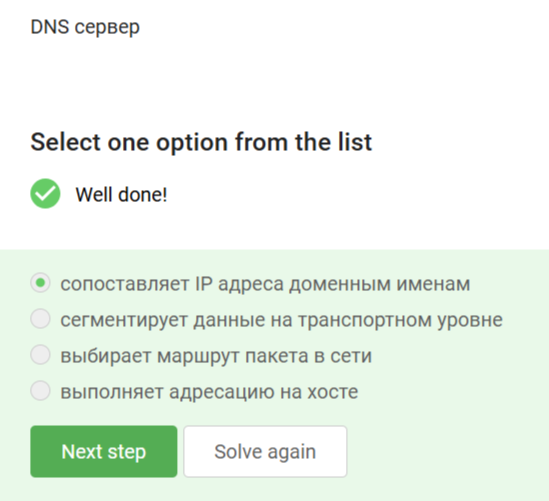 DNS сервер
Select one option from the list
Well done!
сопоставляет IP адреса доменным именам
сегментирует данные на транспортном уровне
выбирает маршрут пакета в сети
выполняет адресацию на хосте
Next step Solve again